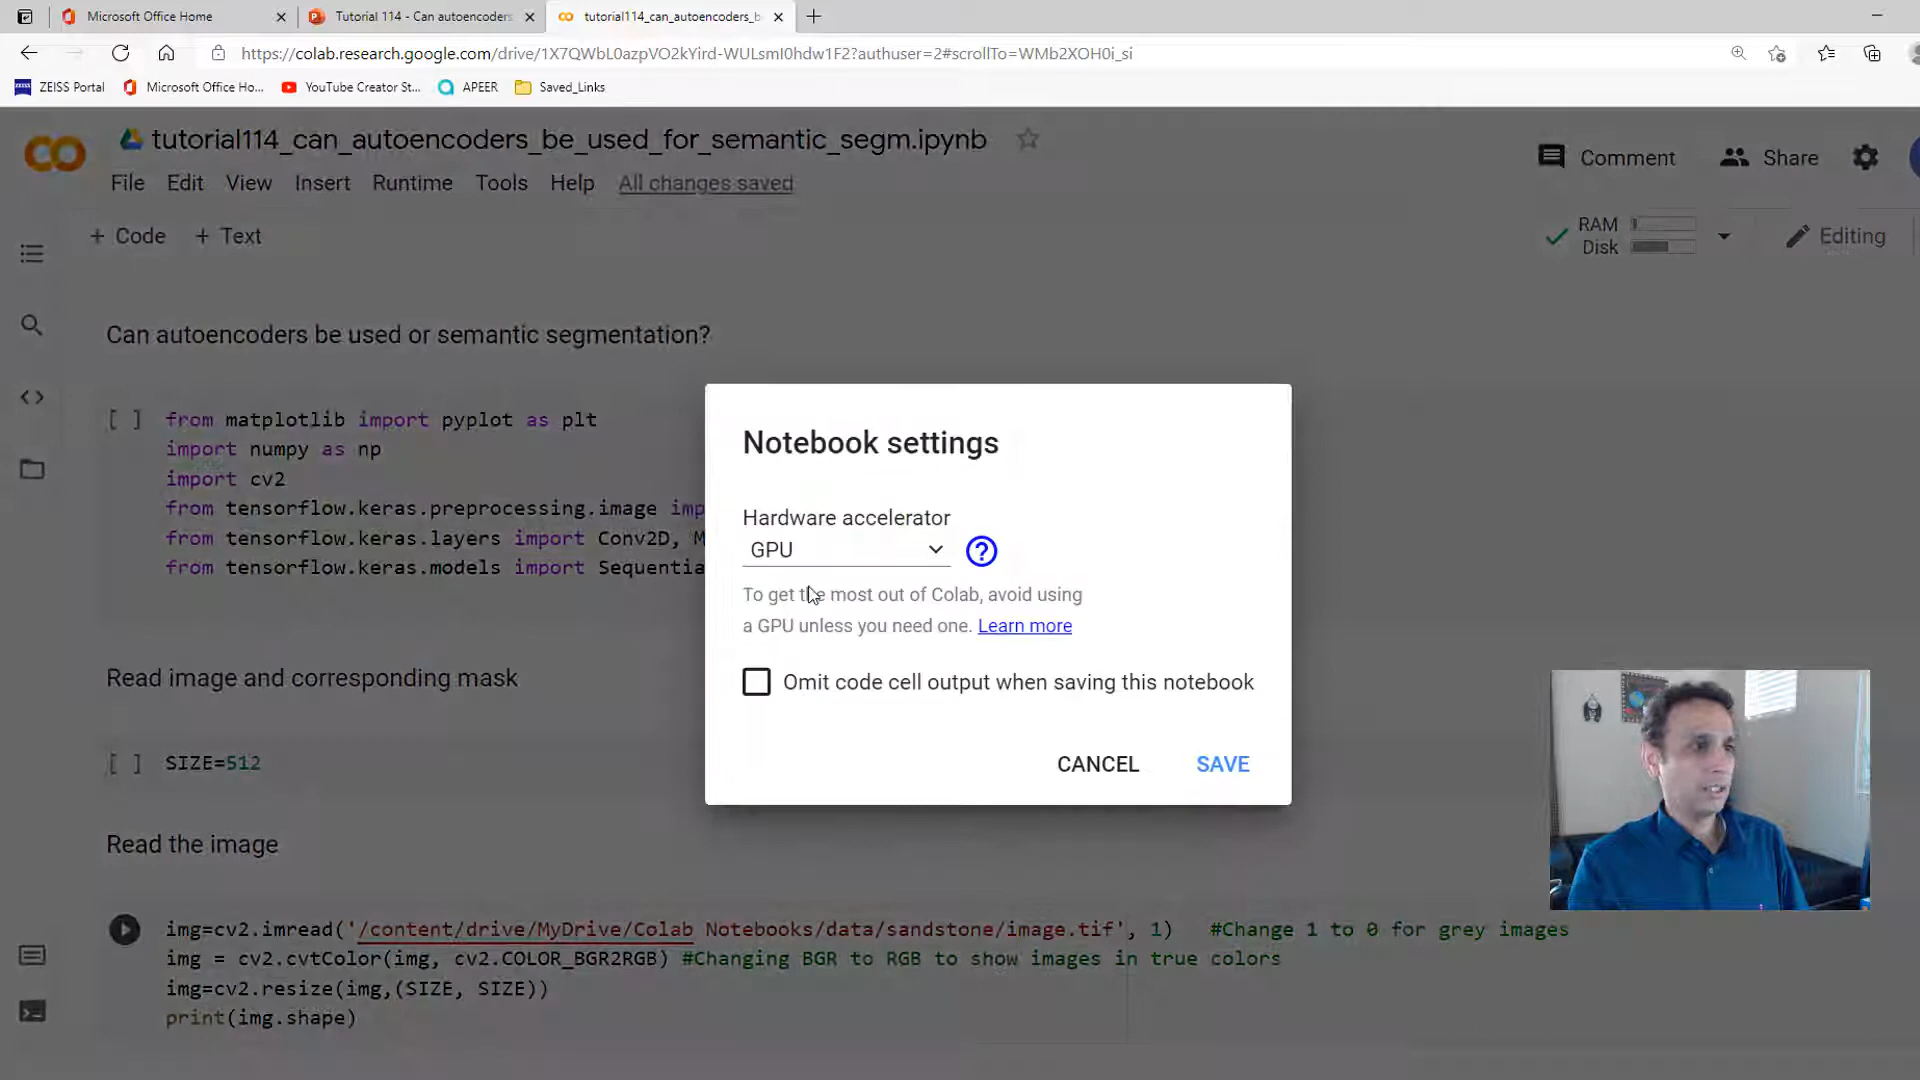 Microsoft Office Home
Tutorial 114 - Can autoencoders
tutorial114_can_autoencoders_b
https://colab.research.google.com/drive/1X7QWbL0azpVO2kYird-WULsmI0hdw1F2?authuser=2#scrollTo=WMb2XOH0i_si
ZEISS Portal
Microsoft Office Ho...
YouTube Creator St...
APEER
Saved_Links
tutorial114_can_autoencoders_be_used_for_semantic_segm.ipynb
Comment
Share
File Edit View Insert Runtime Tools Help All changes saved
+ Code + Text
RAM
Disk
Editing
Can autoencoders be used or semantic segmentation?
[ ] from matplotlib import pyplot as plt
import numpy as np
import cv2
from tensorflow.keras.preprocessing.image imp
from tensorflow.keras.layers import Conv2D, M
from tensorflow.keras.models import Sequentia
Notebook settings
Hardware accelerator
GPU
To get the most out of Colab, avoid using
a GPU unless you need one. Learn more
Omit code cell output when saving this notebook
CANCEL SAVE
Read image and corresponding mask
[ ] SIZE=512
Read the image
img=cv2.imread('/content/drive/MyDrive/Colab Notebooks/data/sandstone/image.tif', 1) #Change 1 to 0 for grey images
img = cv2.cvtColor(img, cv2.COLOR_BGR2RGB) #Changing BGR to RGB to show images in true colors
img=cv2.resize(img,(SIZE, SIZE))
print(img.shape)